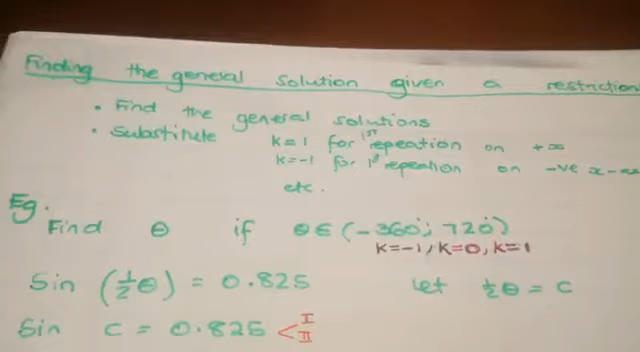 Finding the general solution given a restriction
• Find the general solutions
• Substitute k=1 for 1st repeation on +x
k=-1 for 1st repeation on -ve x-ax
etc.
Eg.
Find θ if θ∈(-360°; 720°)
k=-1, k=0, k=1
Sin (½θ) = 0.825 Let ½θ = C
Sin C = 0.825 < I
II